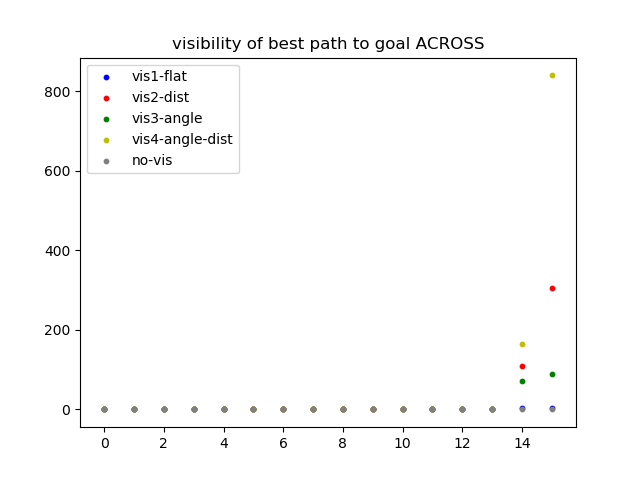 visibility of best path to goal ACROSS
vis1-flat
vis2-dist
vis3-angle
vis4-angle-dist
no-vis
800
600
400
200
0
0 2 4 6 8 10 12 14